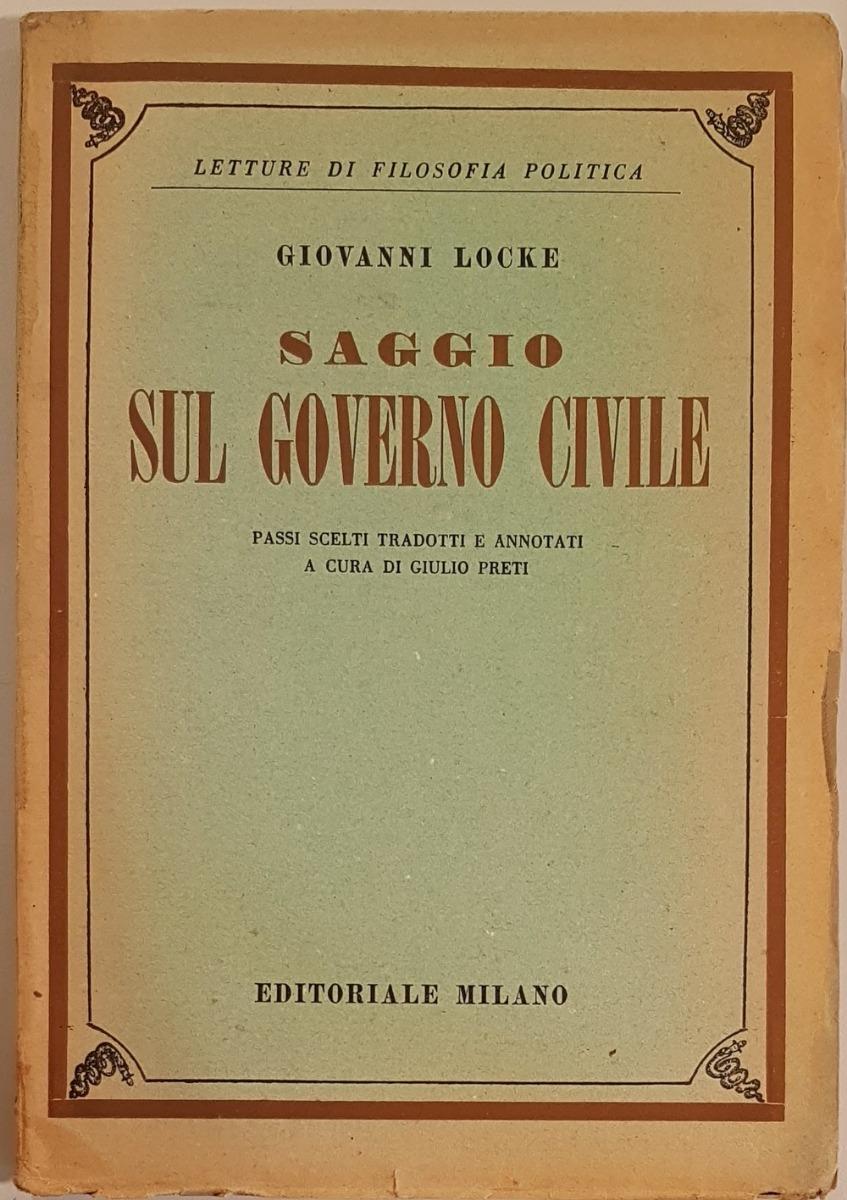 LETTURE DI FILOSOFIA POLITICA
GIOVANNI LOCKE
SAGGIO
SUL GOVERNO CIVILE
PASSI SCELTI TRADOTTI E ANNOTATI
A CURA DI GIULIO PRETI
EDITORIALE MILANO